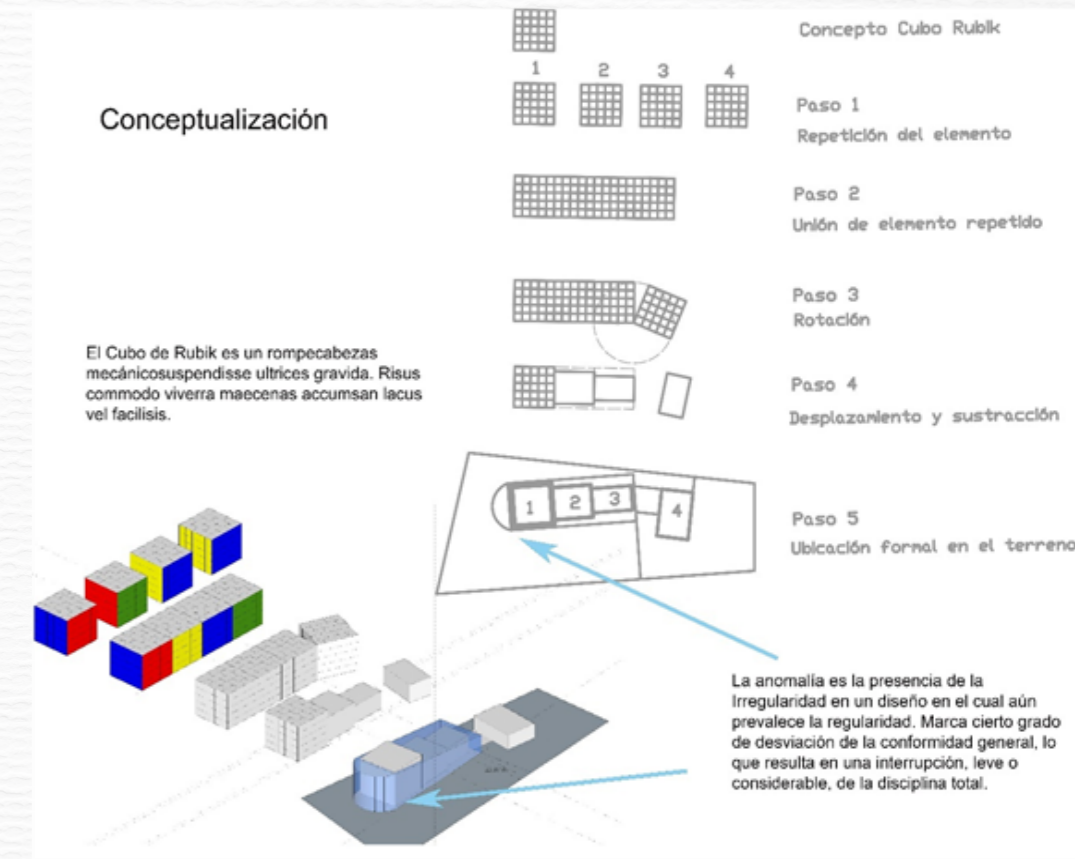 Conceptualización
Concepto Cubo Rubik
1 2 3 4
Paso 1
Repetición del elemento
Paso 2
Unión de elemento repetido
Paso 3
Rotación
El Cubo de Rubik es un rompecabezas
mecánicosuspendisse ultrices gravida. Risus
commodo viverra maecenas accumsan lacus
vel facilisis.
Paso 4
Desplazamiento y sustracción
1 2 3 4
Paso 5
Ubicación formal en el terreno
La anomalía es la presencia de la
Irregularidad en un diseño en el cual aún
prevalece la regularidad. Marca cierto grado
de desviación de la conformidad general, lo
que resulta en una interrupción, leve o
considerable, de la disciplina total.